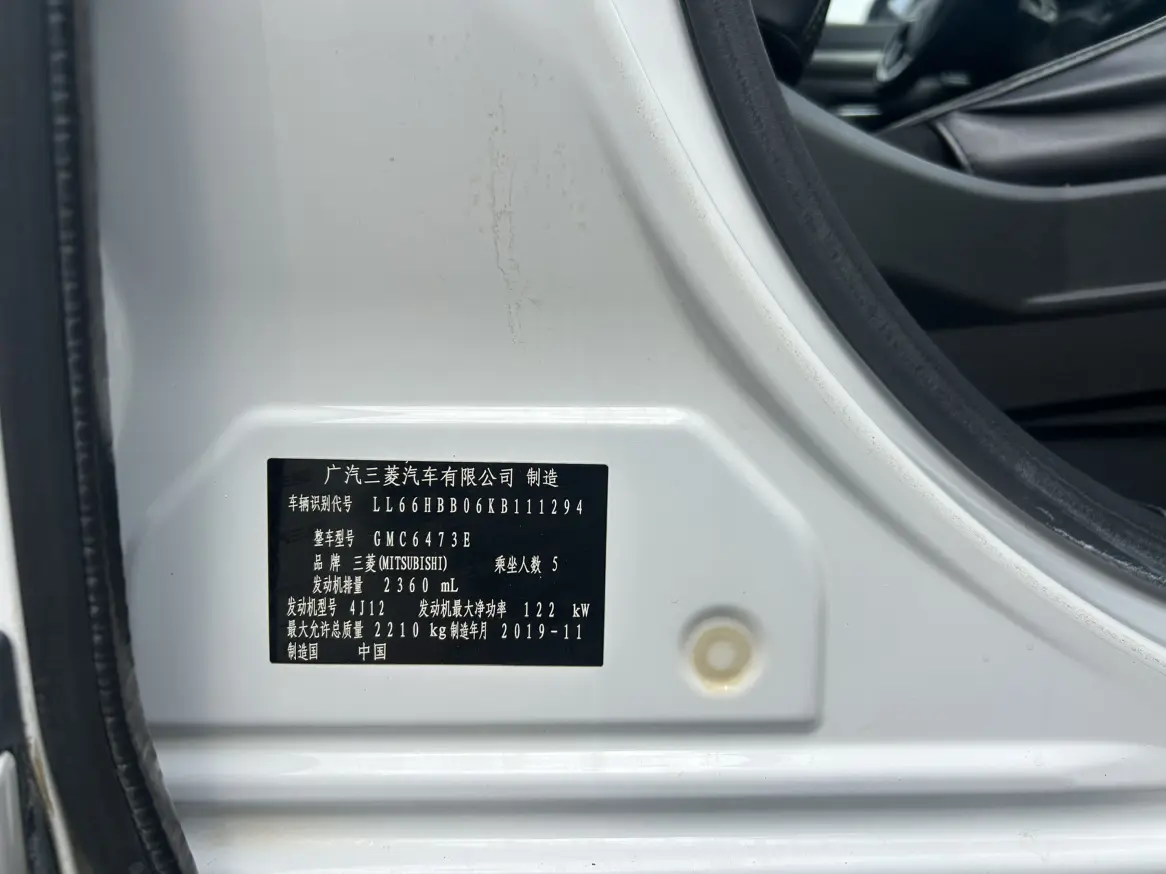 广汽三菱汽车有限公司 制造
车辆识别代号 LL66HBB06KB111294
整车型号 GMC6473E
品 牌 三菱(MITSUBISHI) 乘坐人数 5
发动机排量 2360 mL
发动机型号 4J12 发动机最大净功率 122 kW
最大允许总质量 2210 kg 制造年月 2019-11
制造国 中国